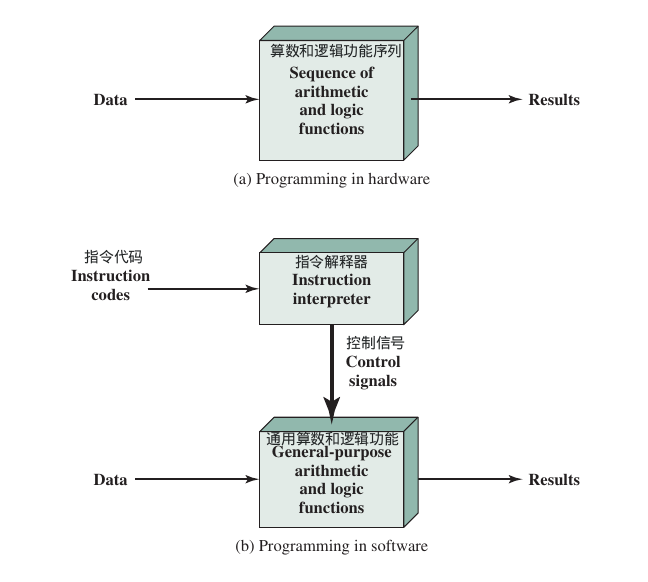 算数和逻辑功能序列
Sequence of
arithmetic
and logic
functions
Data
Results
(a) Programming in hardware
指令代码
Instruction
codes
指令解释器
Instruction
interpreter
控制信号
Control
signals
通用算数和逻辑功能
General-purpose
arithmetic
and logic
functions
Data
Results
(b) Programming in software